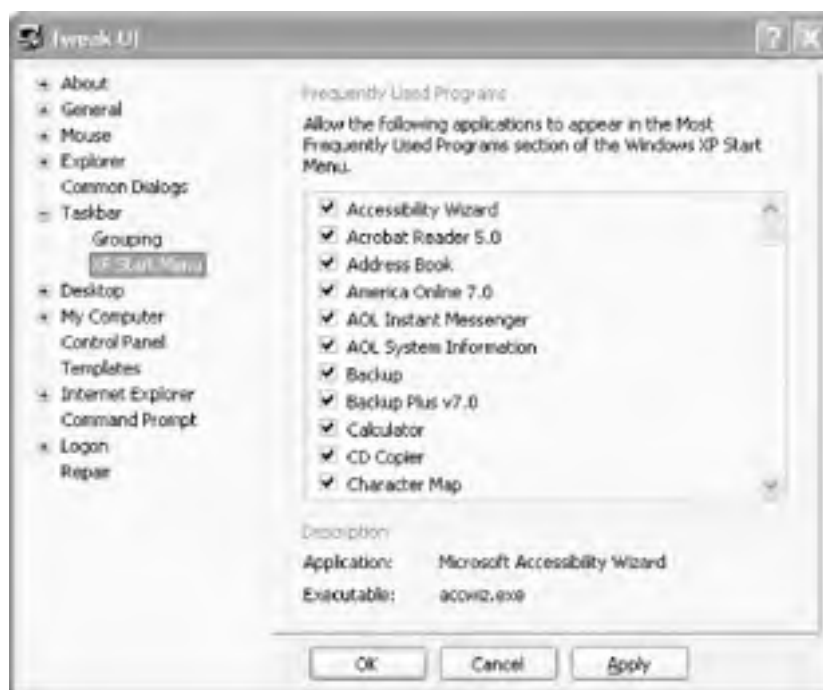 Tweak UI
About
General
Mouse
Explorer
Common Dialogs
Taskbar
Grouping
XP Start Menu
Desktop
My Computer
Control Panel
Templates
Internet Explorer
Command Prompt
Logon
Repair
Frequently Used Programs
Allow the following applications to appear in the Most
Frequently Used Programs section of the Windows XP Start
Menu.
Accessibility Wizard
Acrobat Reader 5.0
Address Book
America Online 7.0
AOL Instant Messenger
AOL System Information
Backup
Backup Plus v7.0
Calculator
CD Copier
Character Map
Description
Application: Microsoft Accessibility Wizard
Executable: accwiz.exe
OK Cancel Apply